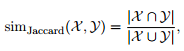 sim_Jaccard(𝒳, 𝒴) = |𝒳 ∩ 𝒴| / |𝒳 ∪ 𝒴|,